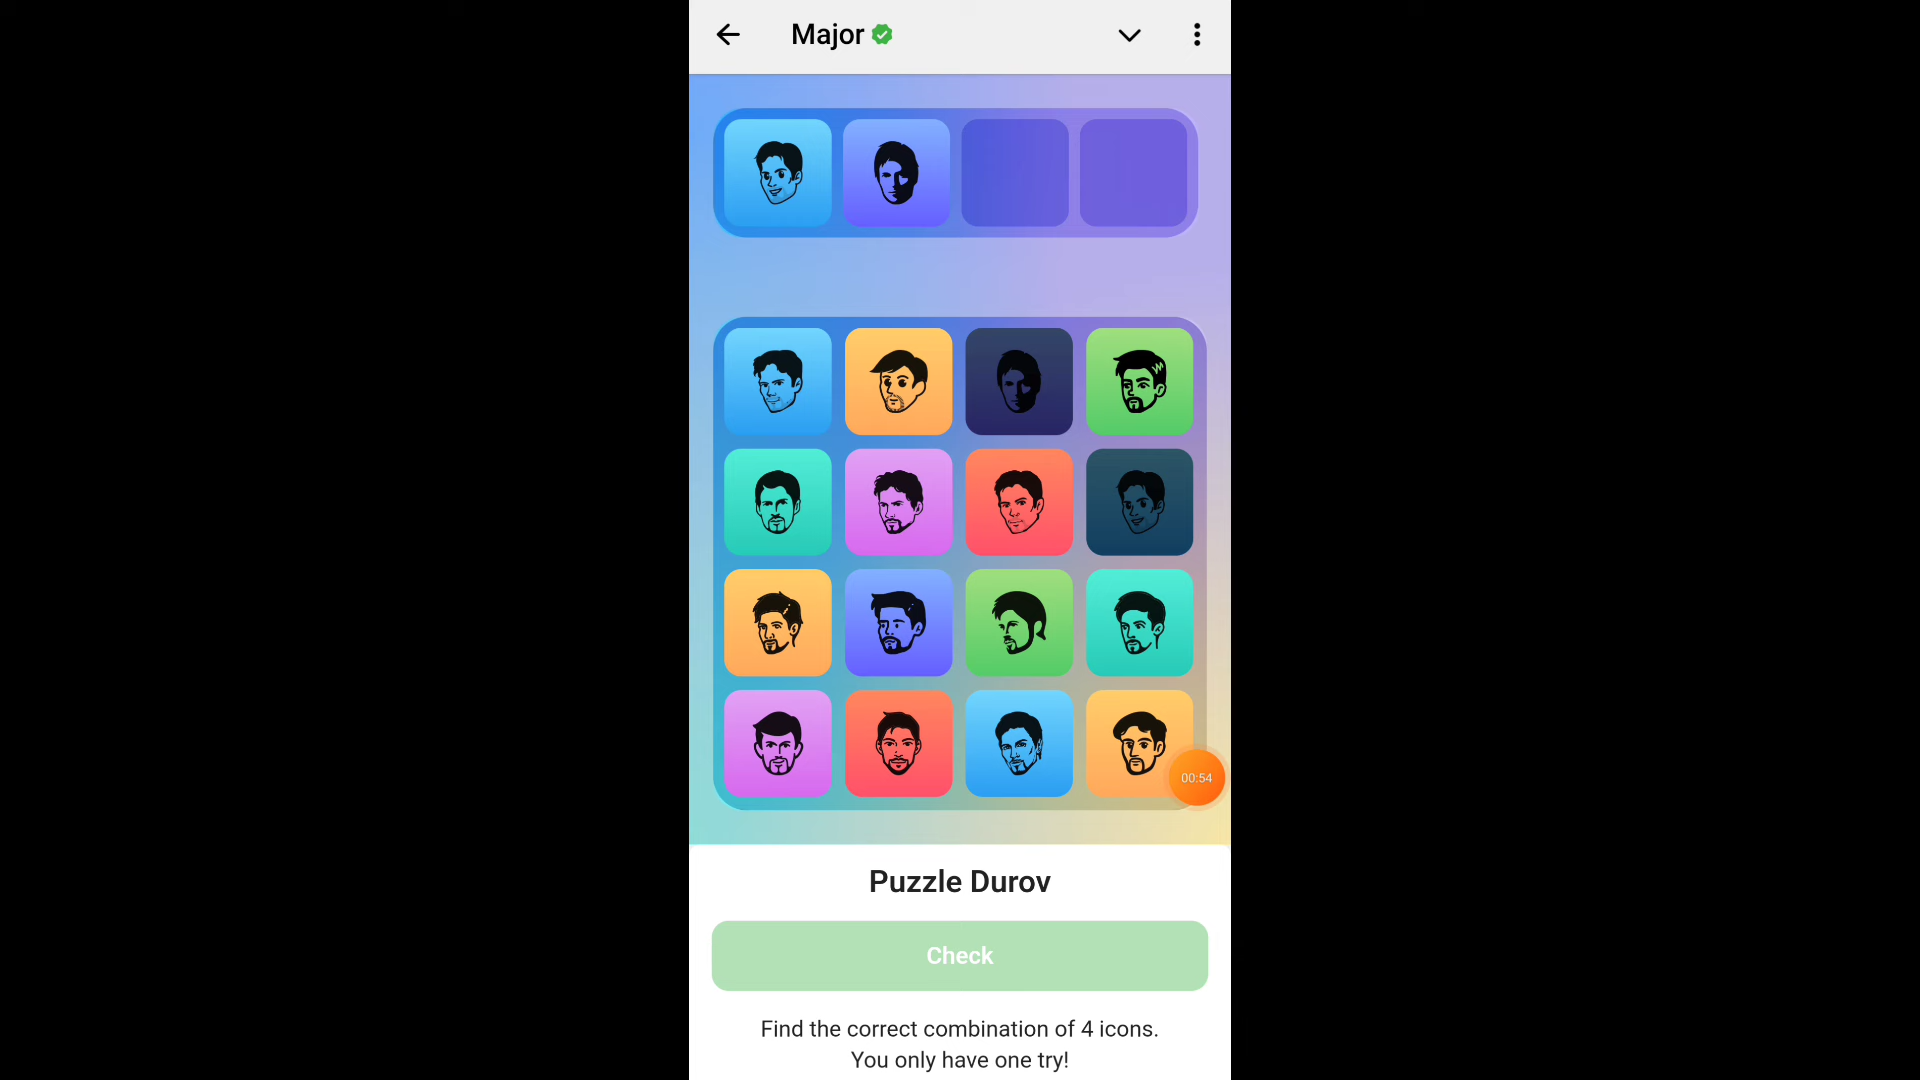 Major
00:54
Puzzle Durov
Check
Find the correct combination of 4 icons.
You only have one try!